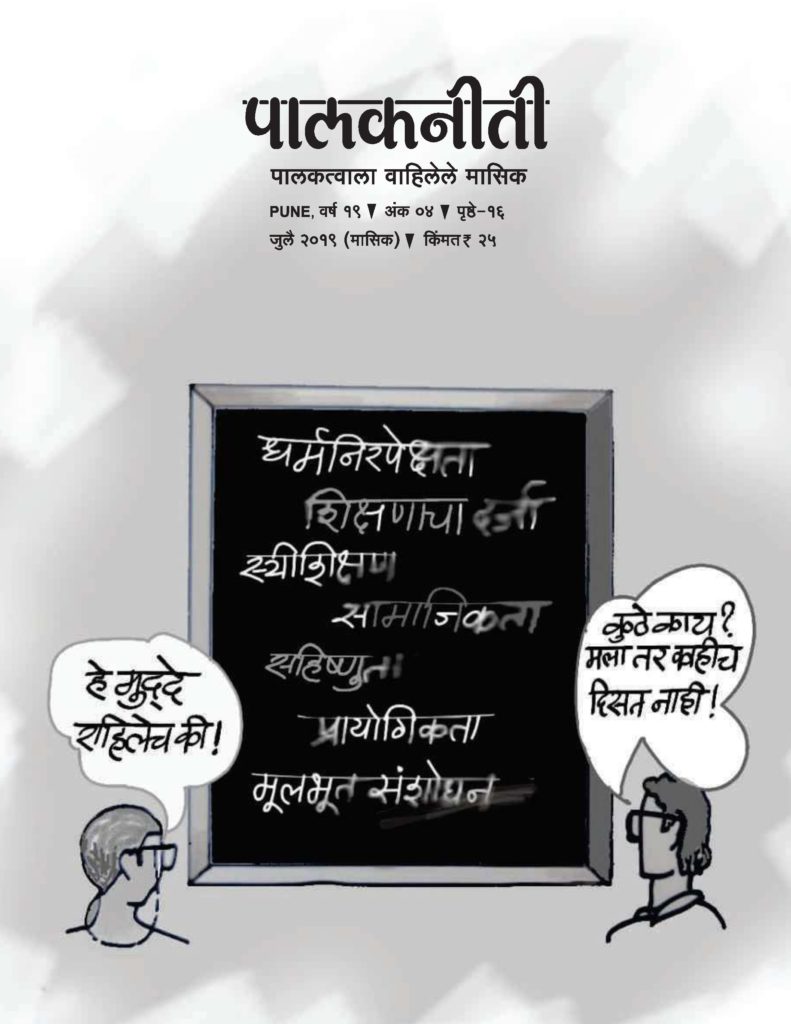 पालकनीती
पालकत्वाला वाहिलेले मासिक
PUNE, वर्ष १९ ▼ अंक ०४ ▼ पृष्ठे-१६
जुलै २०१९ (मासिक) ▼ किंमत ₹ २५
धर्मनिरपेक्षता
शिक्षणाचा दर्जा
स्त्रीशिक्षण
सामाजिकता
सहिष्णुता
प्रायोगिकता
मूलभूत संशोधन
हे मुद्दे
राहिलेच की!
कुठे काय?
मला तर काहीच
दिसत नाही!